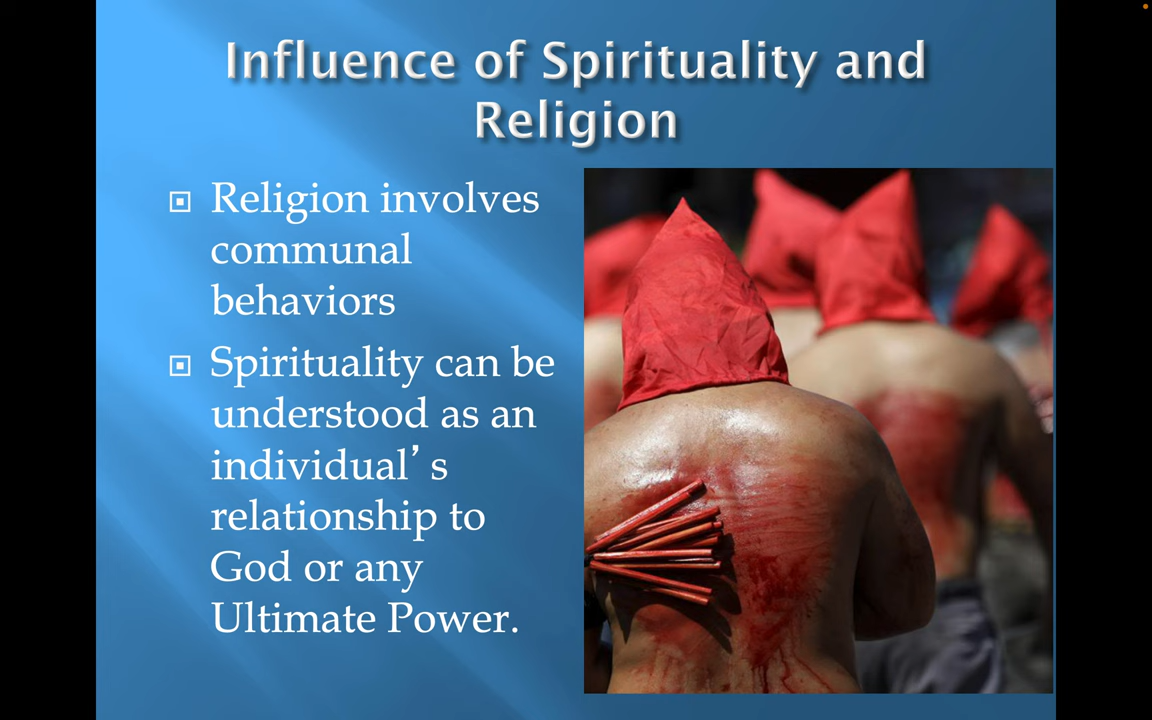 Influence of Spirituality and
Religion
Religion involves
communal
behaviors
Spirituality can be
understood as an
individual’ s
relationship to
God or any
Ultimate Power.